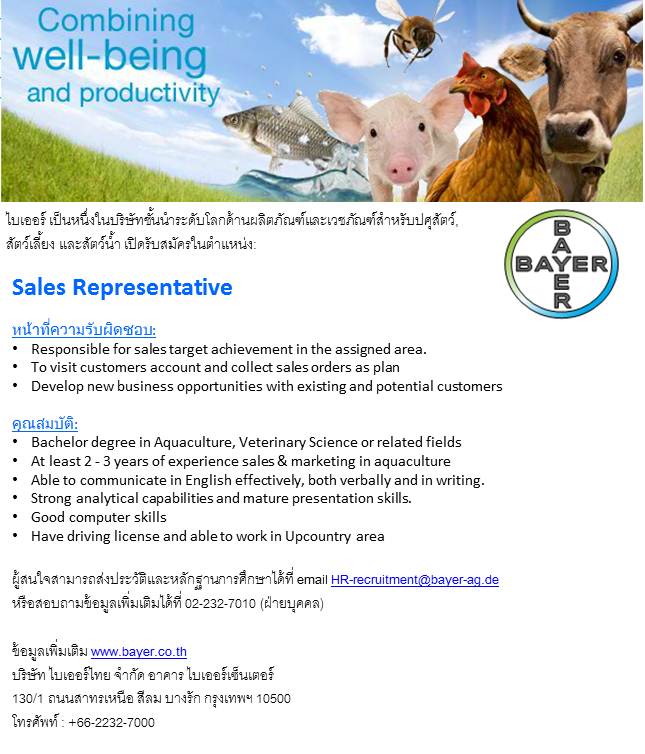 Combining
well-being
and productivity
ไบเออร์ เป็นหนึ่งในบริษัทชั้นนำระดับโลกด้านผลิตภัณฑ์และเวชภัณฑ์สำหรับปศุสัตว์,
สัตว์เลี้ยง และสัตว์น้ำ เปิดรับสมัครในตำแหน่ง:
BAYER
BAYER
Sales Representative
หน้าที่ความรับผิดชอบ:
• Responsible for sales target achievement in the assigned area.
• To visit customers account and collect sales orders as plan
• Develop new business opportunities with existing and potential customers
คุณสมบัติ:
• Bachelor degree in Aquaculture, Veterinary Science or related fields
• At least 2 - 3 years of experience sales & marketing in aquaculture
• Able to communicate in English effectively, both verbally and in writing.
• Strong analytical capabilities and mature presentation skills.
• Good computer skills
• Have driving license and able to work in Upcountry area
ผู้สนใจสามารถส่งประวัติและหลักฐานการศึกษาได้ที่ email HR-recruitment@bayer-ag.de
หรือสอบถามข้อมูลเพิ่มเติมได้ที่ 02-232-7010 (ฝ่ายบุคคล)
ข้อมูลเพิ่มเติม www.bayer.co.th
บริษัท ไบเออร์ไทย จำกัด อาคาร ไบเออร์เซ็นเตอร์
130/1 ถนนสาทรเหนือ สีลม บางรัก กรุงเทพฯ 10500
โทรศัพท์ : +66-2232-7000